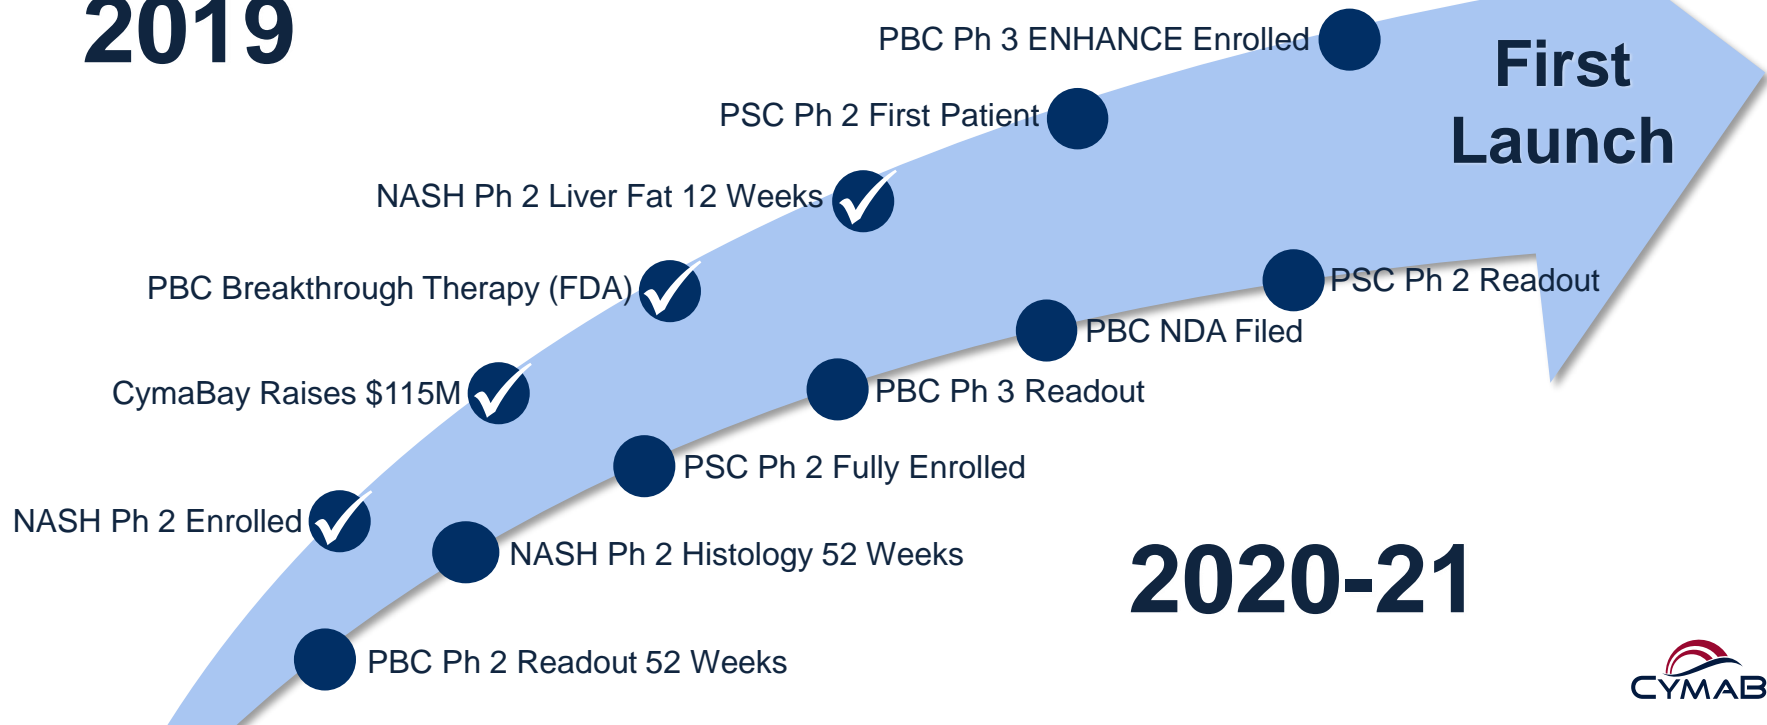 2019
PBC Ph 3 ENHANCE Enrolled
First
Launch
PSC Ph 2 First Patient
NASH Ph 2 Liver Fat 12 Weeks
PBC Breakthrough Therapy (FDA)
CymaBay Raises $115M
NASH Ph 2 Enrolled
PSC Ph 2 Readout
PBC NDA Filed
PBC Ph 3 Readout
PSC Ph 2 Fully Enrolled
NASH Ph 2 Histology 52 Weeks
PBC Ph 2 Readout 52 Weeks
2020-21
CYMAB